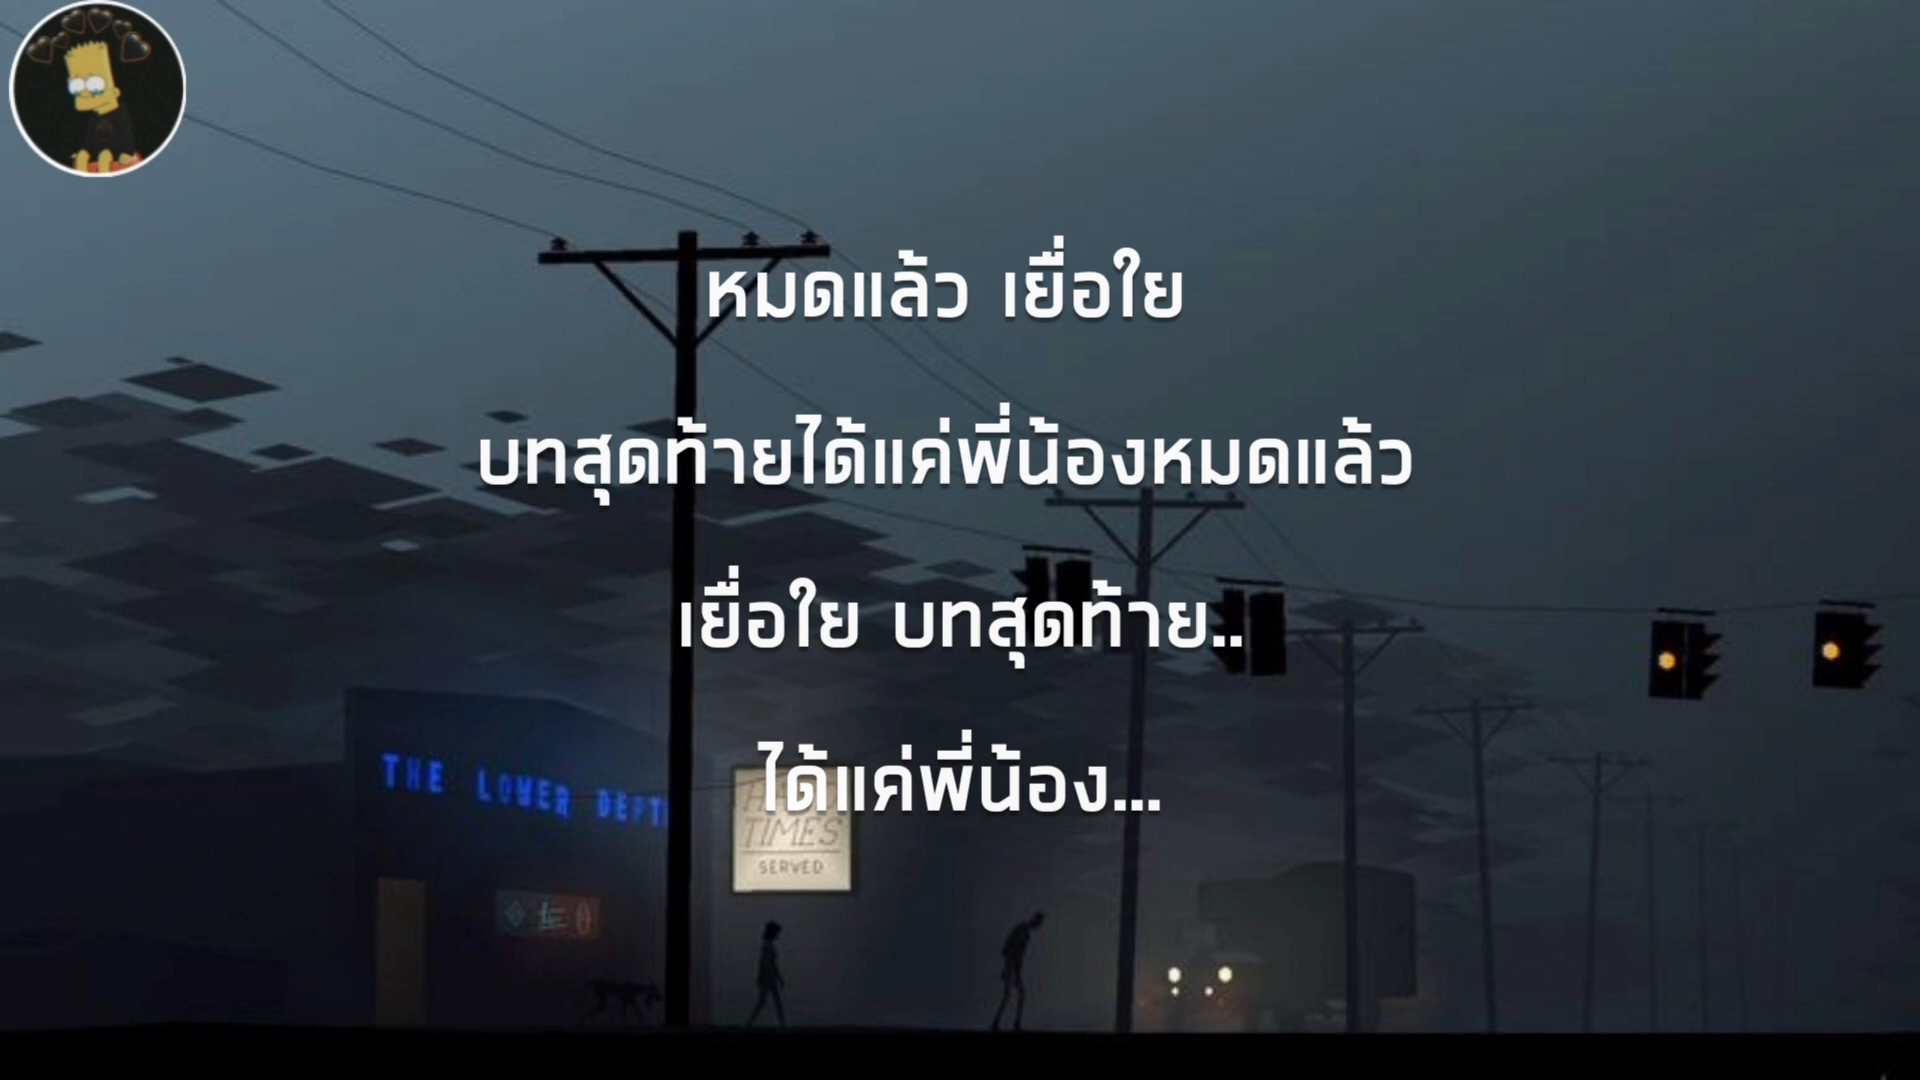 หมดแล้ว เยื่อใย
บทสุดท้ายได้แค่พี่น้องหมดแล้ว
เยื่อใย บทสุดท้าย..
ได้แค่พี่น้อง...
THE LOWER DEPT
TIMES
SERVED